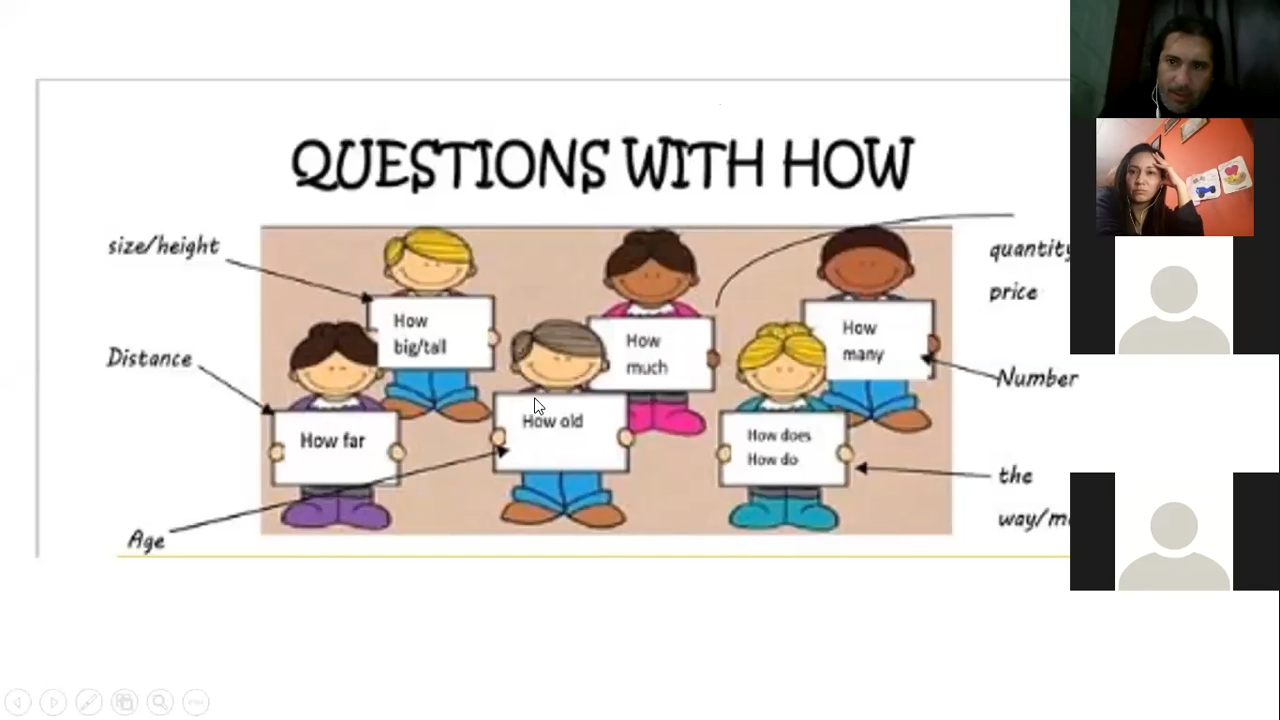 QUESTIONS WITH HOW
size/height
quantity
price
How
big/tall
How
much
How
many
Distance
Number
How far
How old
How does
How do
the
Age